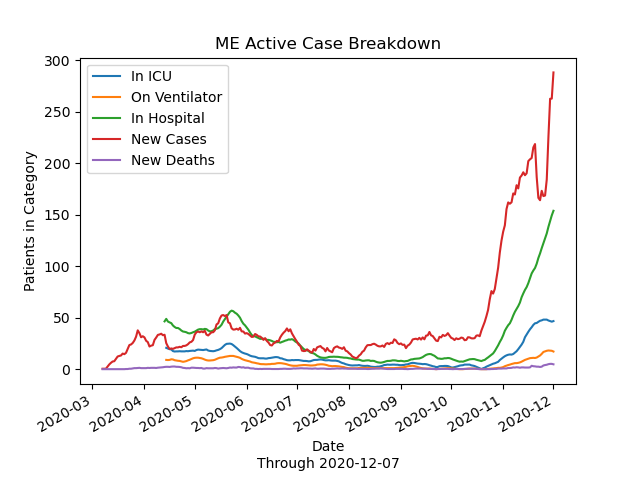 ME Active Case Breakdown
300
250
200
150
100
50
0
Patients in Category
In ICU
On Ventilator
In Hospital
New Cases
New Deaths
2020-03
2020-04
2020-05
2020-06
2020-07
2020-08
2020-09
2020-10
2020-11
2020-12
Date
Through 2020-12-07